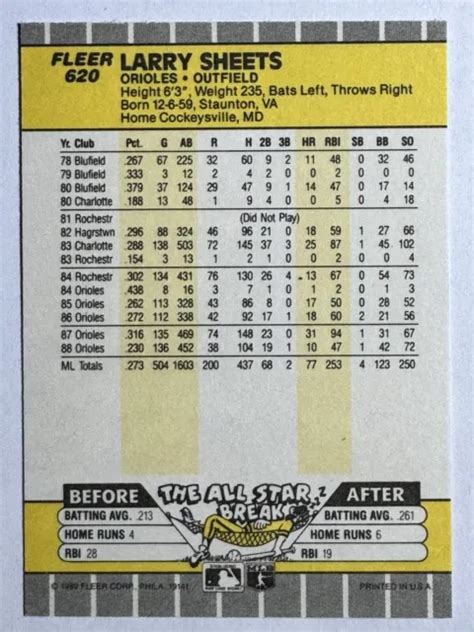 FLEER 620
LARRY SHEETS
ORIOLES • OUTFIELD
Height 6'3", Weight 235, Bats Left, Throws Right
Born 12-6-59, Staunton, VA
Home Cockeysville, MD
Yr. Club Pct. G AB R H 2B 3B HR RBI SB BB SO
78 Blufield .267 67 225 32 60 9 2 11 48 0 32 46
79 Blufield .333 3 12 2 4 0 0 0 0 0 2
80 Blufield .379 37 124 29 47 9 1 14 47 0 17 14
80 Charlotte .188 13 48 1 9 1 0 0 5 0 4 18
81 Rochestr (Did Not Play)
82 Hagrstwn .296 88 324 46 96 21 0 18 59 1 27 66
83 Charlotte .288 138 503 72 145 37 3 25 87 1 45 102
83 Rochestr .154 3 13 2 0 0 0 1 0 1
84 Rochestr .302 134 431 76 130 26 4 13 67 0 54 73
84 Orioles .438 8 16 3 7 1 0 1 2 0 1 3
85 Orioles .262 113 328 43 86 8 0 17 50 0 28 52
86 Orioles .272 112 338 42 92 17 1 18 60 2 21 56
87 Orioles .316 135 469 74 148 23 0 31 94 1 31 67
88 Orioles .230 136 452 38 104 19 1 10 47 1 42 72
ML Totals .273 504 1603 200 437 68 2 77 253 4 123 250
BEFORE THE ALL STAR BREAK AFTER
BATTING AVG. .213 BATTING AVG. .261
HOME RUNS 4 HOME RUNS 6
RBI 28 RBI 19
© 1989 FLEER CORP., PHILA. 19141 PRINTED IN U.S.A.